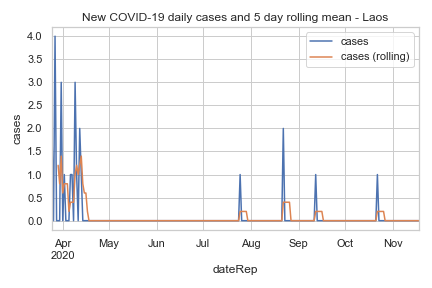 New COVID-19 daily cases and 5 day rolling mean - Laos
cases
cases (rolling)
4.0
3.5
3.0
2.5
2.0
1.5
1.0
0.5
0.0
cases
Apr May Jun Jul Aug Sep Oct Nov
2020
dateRep